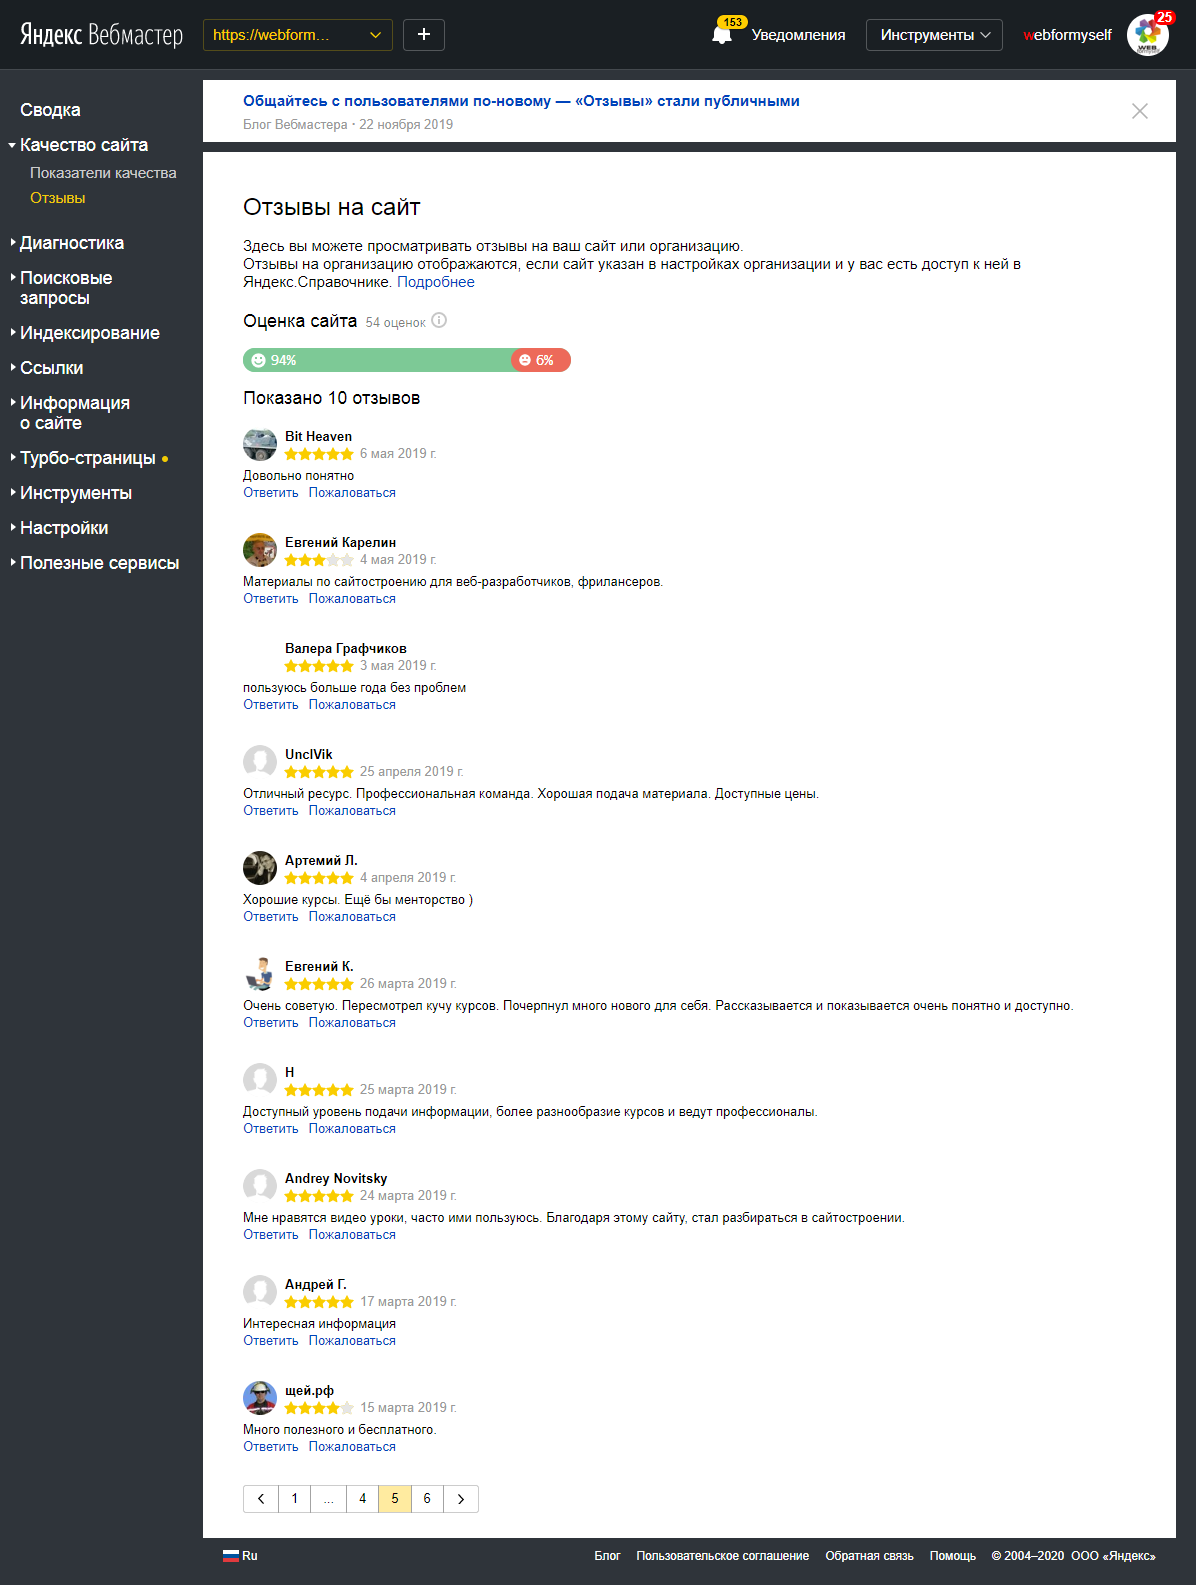 Яндекс Вебмастер
https://webform...
+
153
Уведомления
Инструменты
webformyself
25
Сводка
Качество сайта
Показатели качества
Отзывы
Диагностика
Поисковые
запросы
Индексирование
Ссылки
Информация
о сайте
Турбо-страницы
Инструменты
Настройки
Полезные сервисы
Общайтесь с пользователями по-новому — «Отзывы» стали публичными
Блог Вебмастера · 22 ноября 2019
Отзывы на сайт
Здесь вы можете просматривать отзывы на ваш сайт или организацию.
Отзывы на организацию отображаются, если сайт указан в настройках организации и у вас есть доступ к ней в
Яндекс.Справочнике. Подробнее
Оценка сайта 54 оценок
94% 6%
Показано 10 отзывов
Bit Heaven
6 мая 2019 г.
Довольно понятно
Ответить Пожаловаться
Евгений Карелин
4 мая 2019 г.
Материалы по сайтостроению для веб-разработчиков, фрилансеров.
Ответить Пожаловаться
Валера Графчиков
3 мая 2019 г.
пользуюсь больше года без проблем
Ответить Пожаловаться
UnclVik
25 апреля 2019 г.
Отличный ресурс. Профессиональная команда. Хорошая подача материала. Доступные цены.
Ответить Пожаловаться
Артемий Л.
4 апреля 2019 г.
Хорошие курсы. Ещё бы менторство )
Ответить Пожаловаться
Евгений К.
26 марта 2019 г.
Очень советую. Пересмотрел кучу курсов. Почерпнул много нового для себя. Рассказывается и показывается очень понятно и доступно.
Ответить Пожаловаться
Н
25 марта 2019 г.
Доступный уровень подачи информации, более разнообразие курсов и ведут профессионалы.
Ответить Пожаловаться
Andrey Novitsky
24 марта 2019 г.
Мне нравятся видео уроки, часто ими пользуюсь. Благодаря этому сайту, стал разбираться в сайтостроении.
Ответить Пожаловаться
Андрей Г.
17 марта 2019 г.
Интересная информация
Ответить Пожаловаться
щей.рф
15 марта 2019 г.
Много полезного и бесплатного.
Ответить Пожаловаться
1 ... 4 5 6
Ru
Блог Пользовательское соглашение Обратная связь Помощь © 2004–2020 ООО «Яндекс»